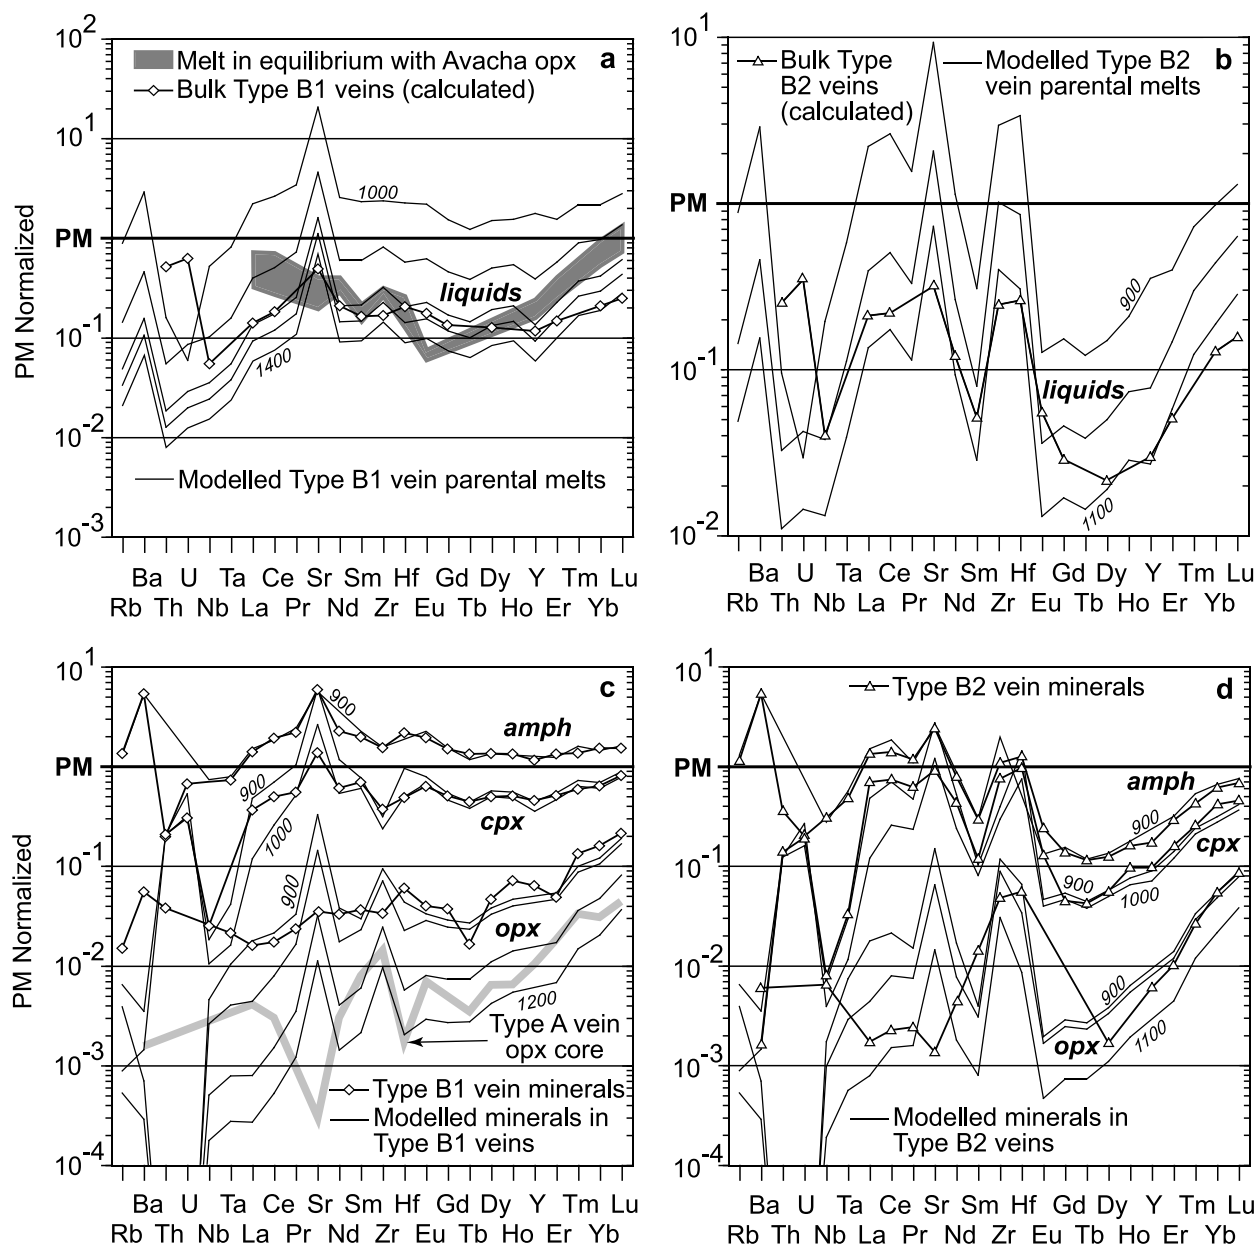 a
Melt in equilibrium with Avacha opx
Bulk Type B1 veins (calculated)
10²
10¹
PM
10⁻¹
10⁻²
10⁻³
PM Normalized
1000
liquids
1400
Modelled Type B1 vein parental melts
Ba U Ta Ce Sr Sm Hf Gd Dy Y Tm Lu
Rb Th Nb La Pr Nd Zr Eu Tb Ho Er Yb
b
Bulk Type
B2 veins
(calculated)
Modelled Type B2
vein parental melts
10¹
PM
10⁻¹
10⁻²
900
liquids
1100
Ba U Ta Ce Sr Sm Hf Gd Dy Y Tm Lu
Rb Th Nb La Pr Nd Zr Eu Tb Ho Er Yb
c
10¹
PM
10⁻¹
10⁻²
10⁻³
10⁻⁴
PM Normalized
900
amph
900
cpx
1000
900
opx
1200
Type A vein
opx core
Type B1 vein minerals
Modelled minerals in
Type B1 veins
Ba U Ta Ce Sr Sm Hf Gd Dy Y Tm Lu
Rb Th Nb La Pr Nd Zr Eu Tb Ho Er Yb
d
Type B2 vein minerals
10¹
PM
10⁻¹
10⁻²
10⁻³
10⁻⁴
amph
900
cpx
900
1000
900
opx
1100
Modelled minerals in
Type B2 veins
Ba U Ta Ce Sr Sm Hf Gd Dy Y Tm Lu
Rb Th Nb La Pr Nd Zr Eu Tb Ho Er Yb